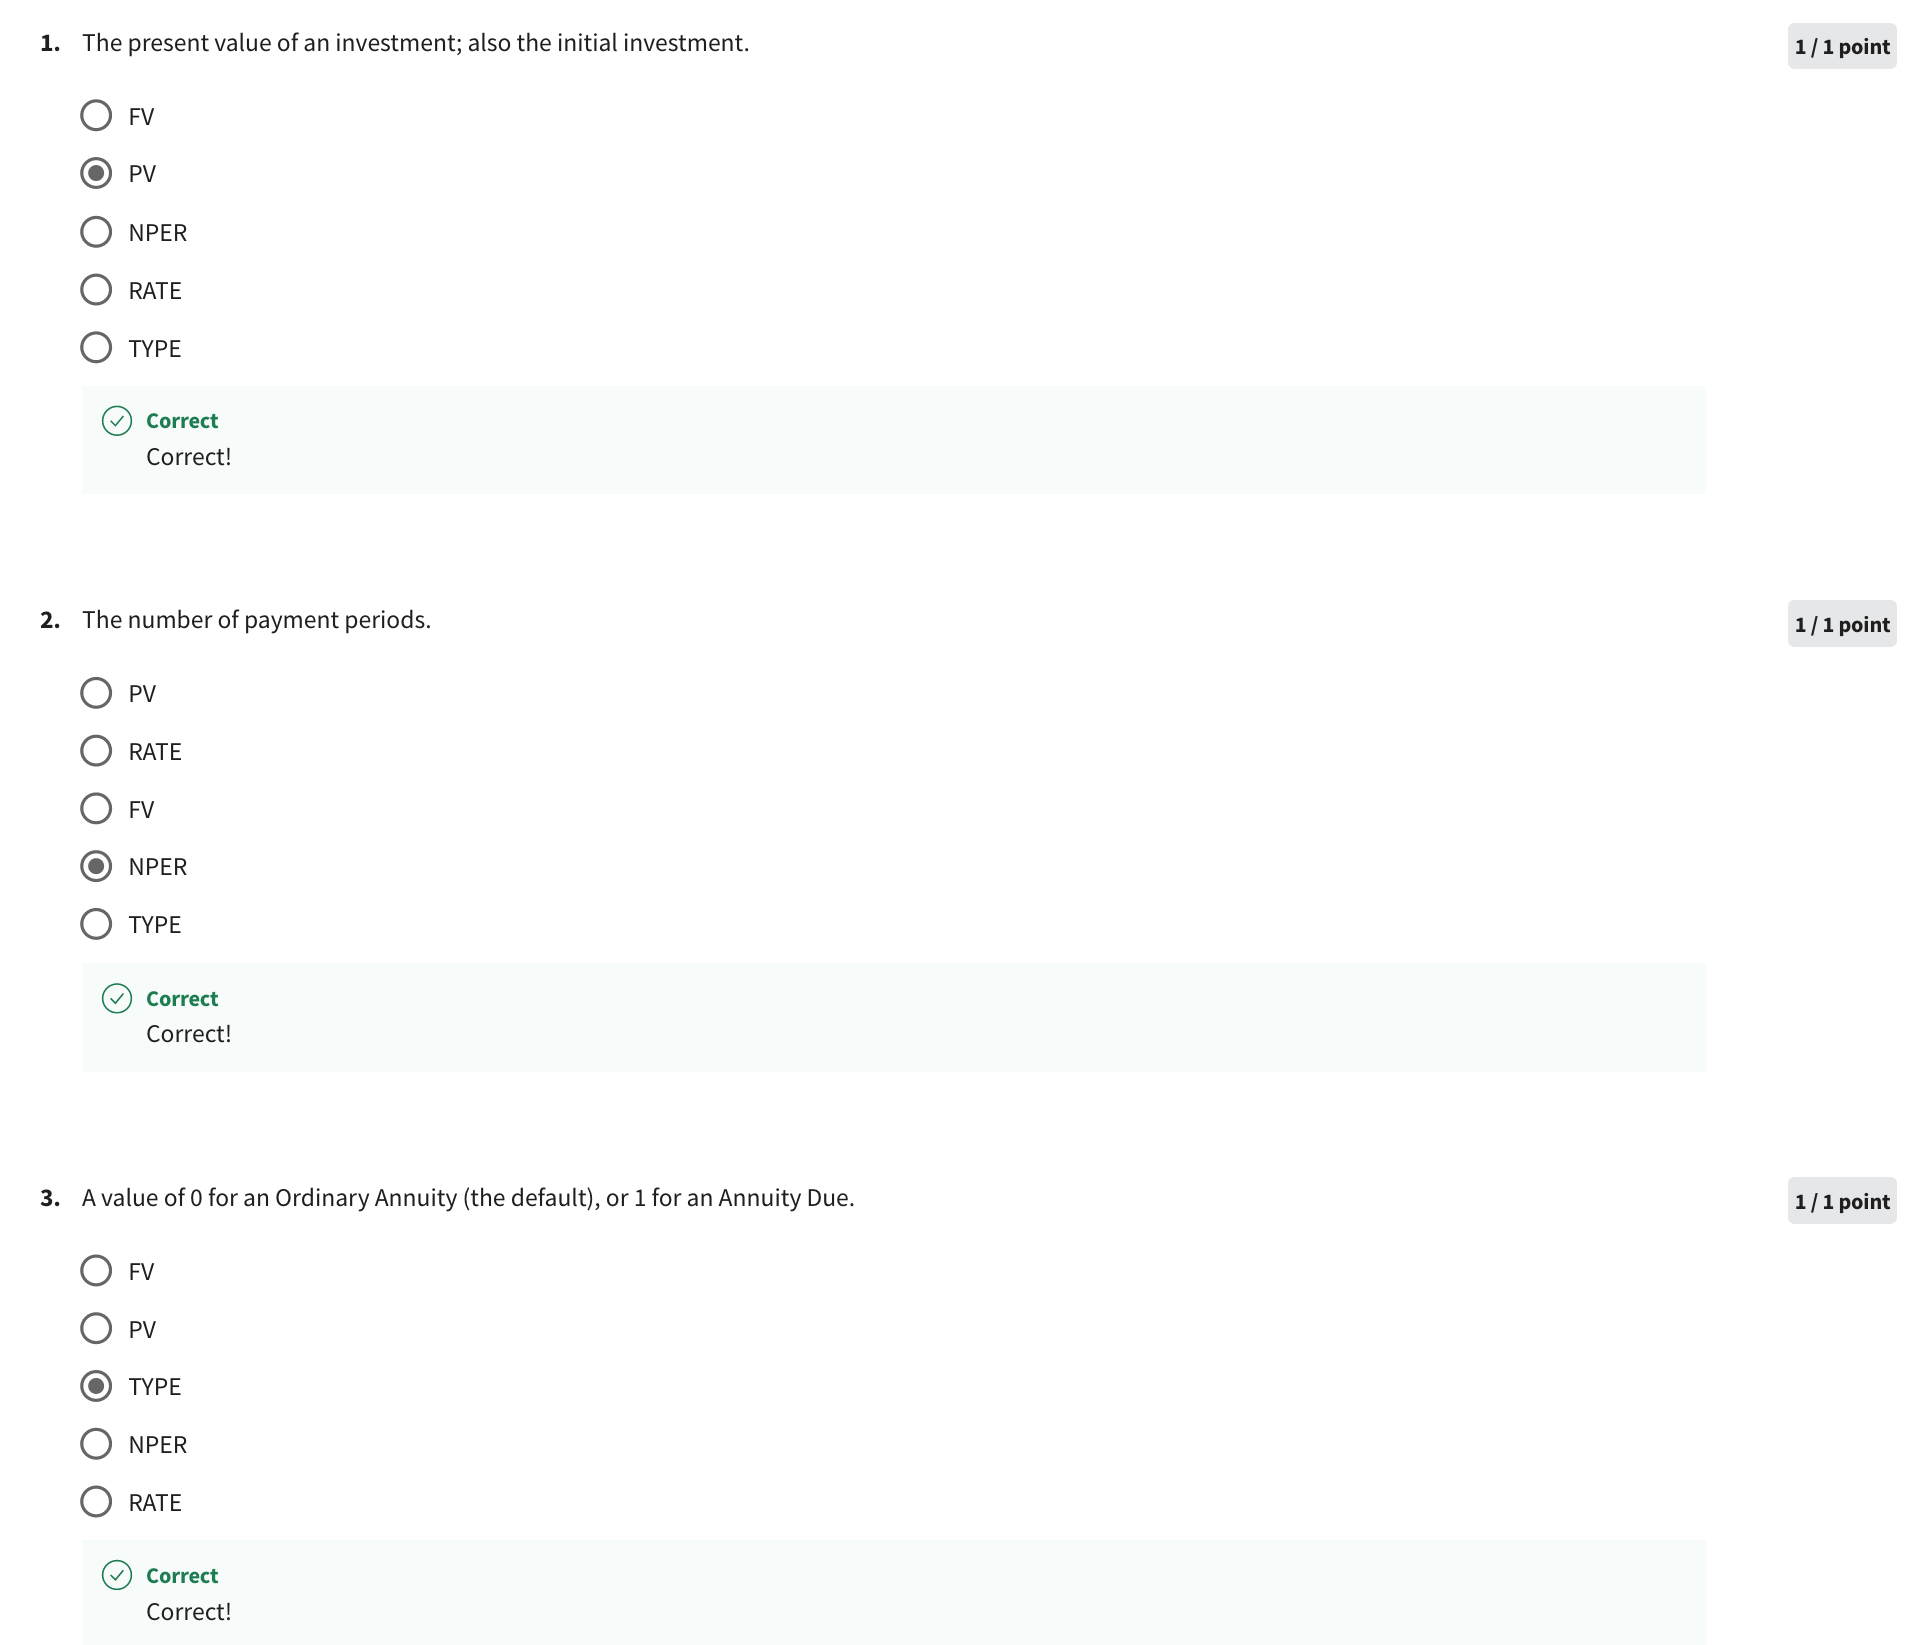 1. The present value of an investment; also the initial investment.
1 / 1 point
FV
PV
NPER
RATE
TYPE
Correct
Correct!
2. The number of payment periods.
1 / 1 point
PV
RATE
FV
NPER
TYPE
Correct
Correct!
3. A value of 0 for an Ordinary Annuity (the default), or 1 for an Annuity Due.
1 / 1 point
FV
PV
TYPE
NPER
RATE
Correct
Correct!